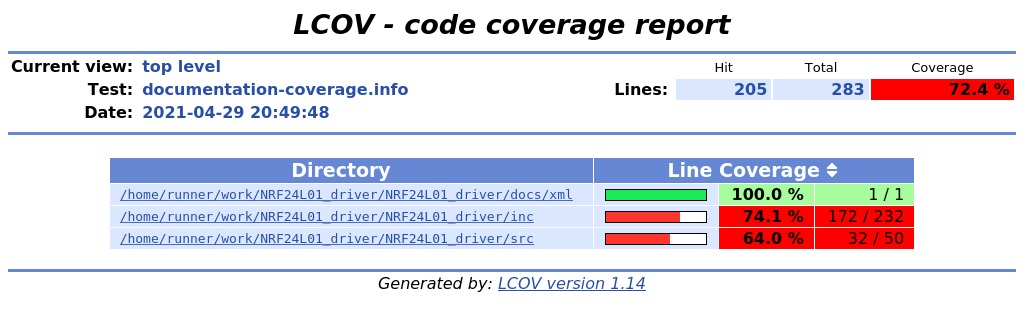 LCOV - code coverage report
Current view: top level
Hit Total Coverage
Test: documentation-coverage.info Lines: 205 283 72.4 %
Date: 2021-04-29 20:49:48
Directory Line Coverage
/home/runner/work/NRF24L01_driver/NRF24L01_driver/docs/xml 100.0 % 1 / 1
/home/runner/work/NRF24L01_driver/NRF24L01_driver/inc 74.1 % 172 / 232
/home/runner/work/NRF24L01_driver/NRF24L01_driver/src 64.0 % 32 / 50
Generated by: LCOV version 1.14